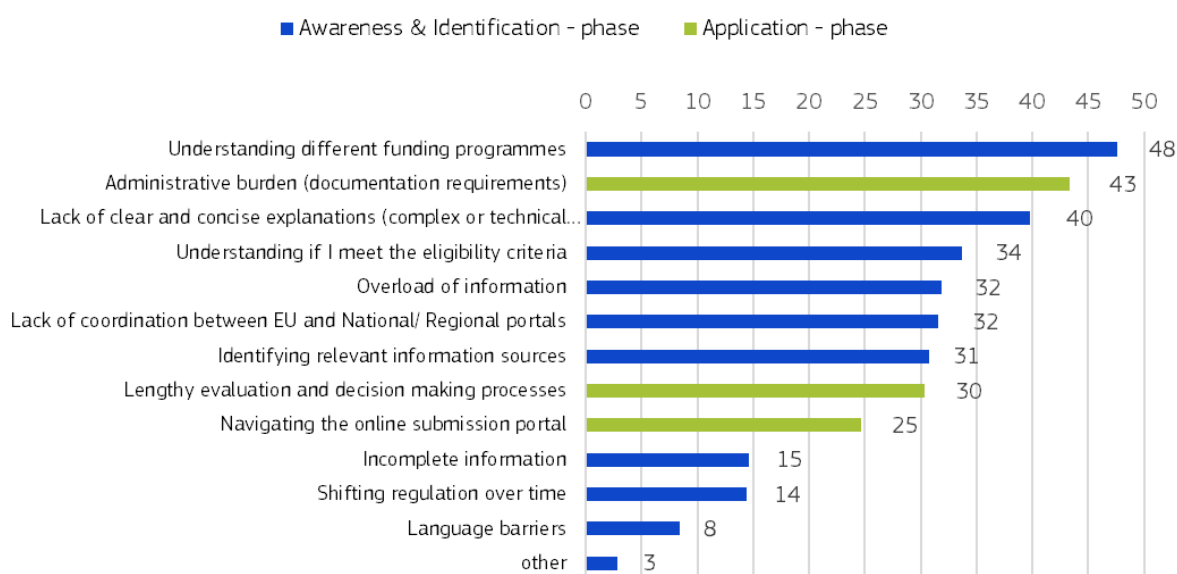 Awareness & Identification - phase Application - phase
0 5 10 15 20 25 30 35 40 45 50
Understanding different funding programmes 48
Administrative burden (documentation requirements) 43
Lack of clear and concise explanations (complex or technical... 40
Understanding if I meet the eligibility criteria 34
Overload of information 32
Lack of coordination between EU and National/ Regional portals 32
Identifying relevant information sources 31
Lengthy evaluation and decision making processes 30
Navigating the online submission portal 25
Incomplete information 15
Shifting regulation over time 14
Language barriers 8
other 3